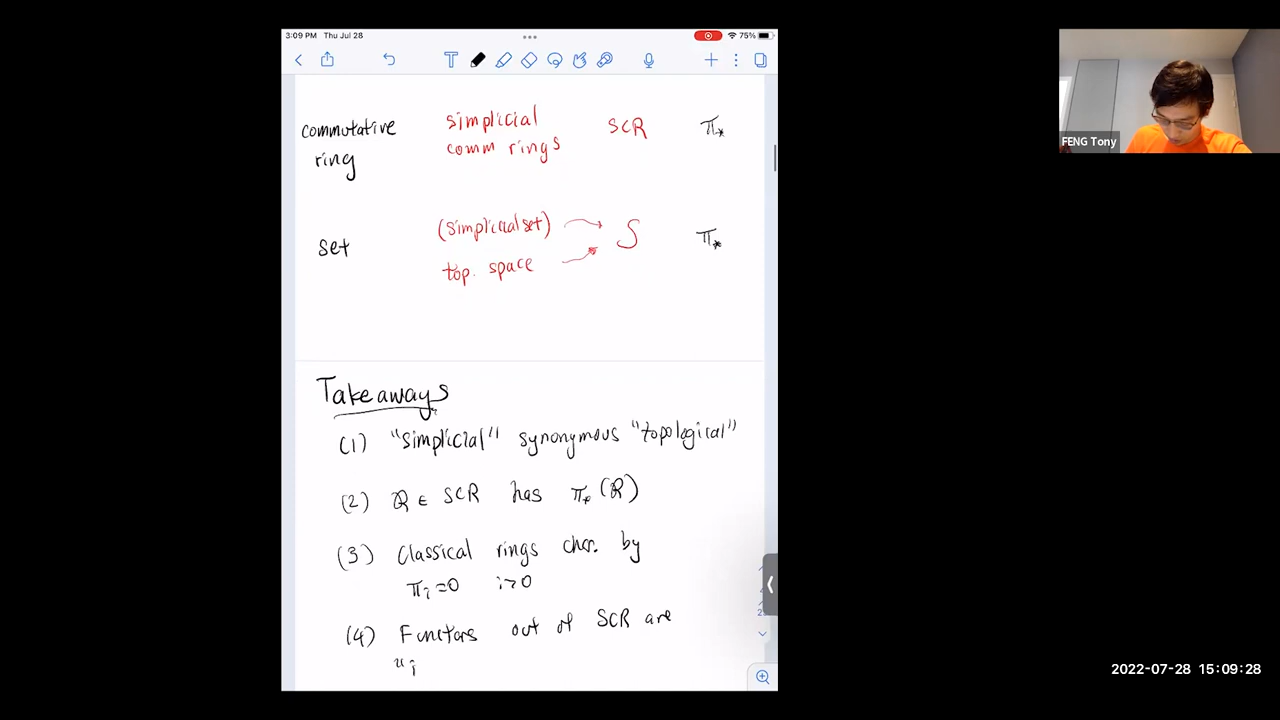 3:09 PM Thu Jul 28
75%
commutative
ring
simplicial
comm rings
SCR
π*
set
(simplicial set)
top. space
S
π*
Takeaways
(1) "simplicial" synonymous "topological"
(2) R ∈ SCR has π*(R)
(3) Classical rings char. by
πi=0 i>0
(4) Functors out of SCR are
"i
FENG Tony
2022-07-28 15:09:28